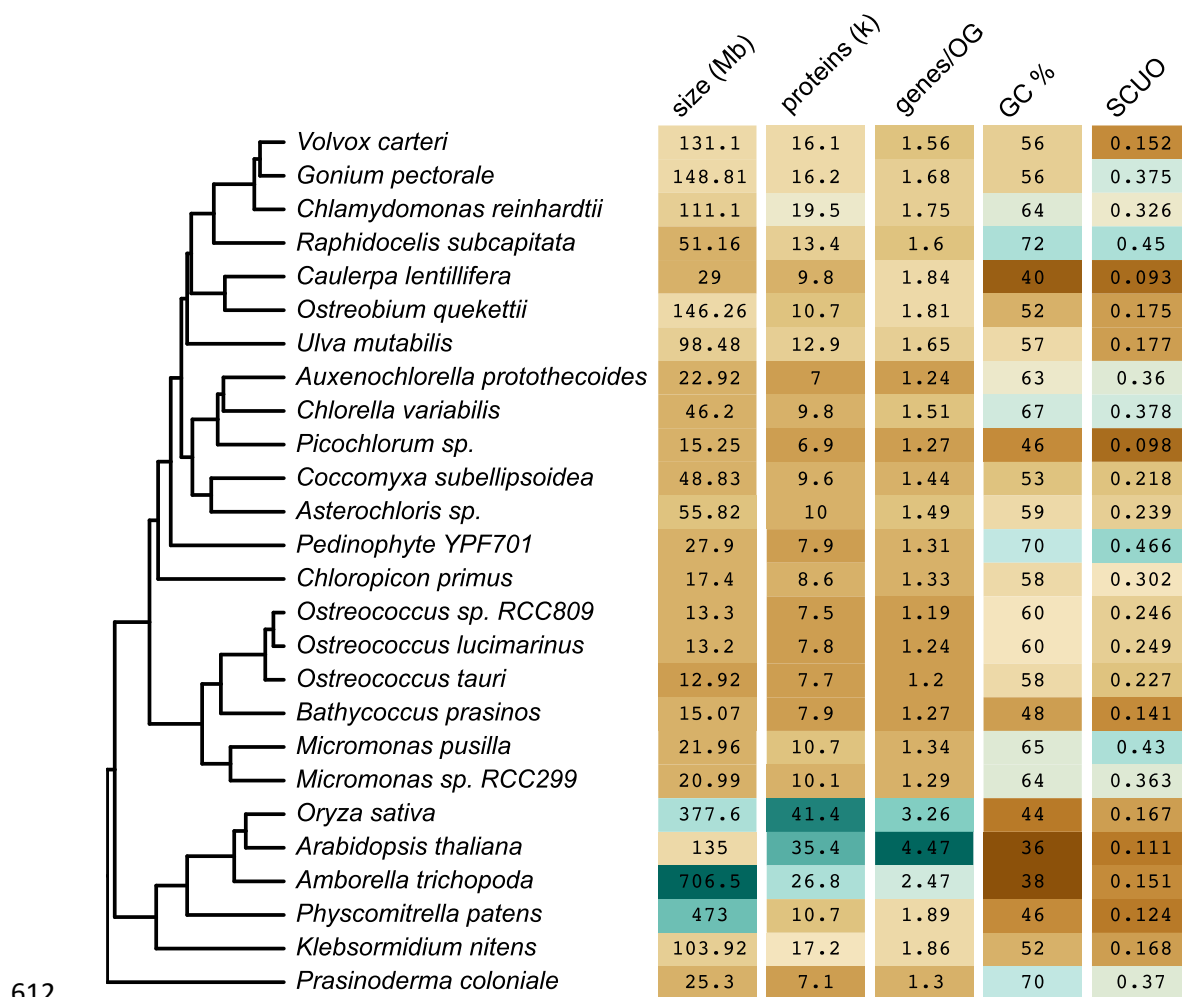 size (Mb) proteins (k) genes/OG GC % SCUO
Volvox carteri 131.1 16.1 1.56 56 0.152
Gonium pectorale 148.81 16.2 1.68 56 0.375
Chlamydomonas reinhardtii 111.1 19.5 1.75 64 0.326
Raphidocelis subcapitata 51.16 13.4 1.6 72 0.45
Caulerpa lentillifera 29 9.8 1.84 40 0.093
Ostreobium quekettii 146.26 10.7 1.81 52 0.175
Ulva mutabilis 98.48 12.9 1.65 57 0.177
Auxenochlorella protothecoides 22.92 7 1.24 63 0.36
Chlorella variabilis 46.2 9.8 1.51 67 0.378
Picochlorum sp. 15.25 6.9 1.27 46 0.098
Coccomyxa subellipsoidea 48.83 9.6 1.44 53 0.218
Asterochloris sp. 55.82 10 1.49 59 0.239
Pedinophyte YPF701 27.9 7.9 1.31 70 0.466
Chloropicon primus 17.4 8.6 1.33 58 0.302
Ostreococcus sp. RCC809 13.3 7.5 1.19 60 0.246
Ostreococcus lucimarinus 13.2 7.8 1.24 60 0.249
Ostreococcus tauri 12.92 7.7 1.2 58 0.227
Bathycoccus prasinos 15.07 7.9 1.27 48 0.141
Micromonas pusilla 21.96 10.7 1.34 65 0.43
Micromonas sp. RCC299 20.99 10.1 1.29 64 0.363
Oryza sativa 377.6 41.4 3.26 44 0.167
Arabidopsis thaliana 135 35.4 4.47 36 0.111
Amborella trichopoda 706.5 26.8 2.47 38 0.151
Physcomitrella patens 473 10.7 1.89 46 0.124
Klebsormidium nitens 103.92 17.2 1.86 52 0.168
Prasinoderma coloniale 25.3 7.1 1.3 70 0.37
612